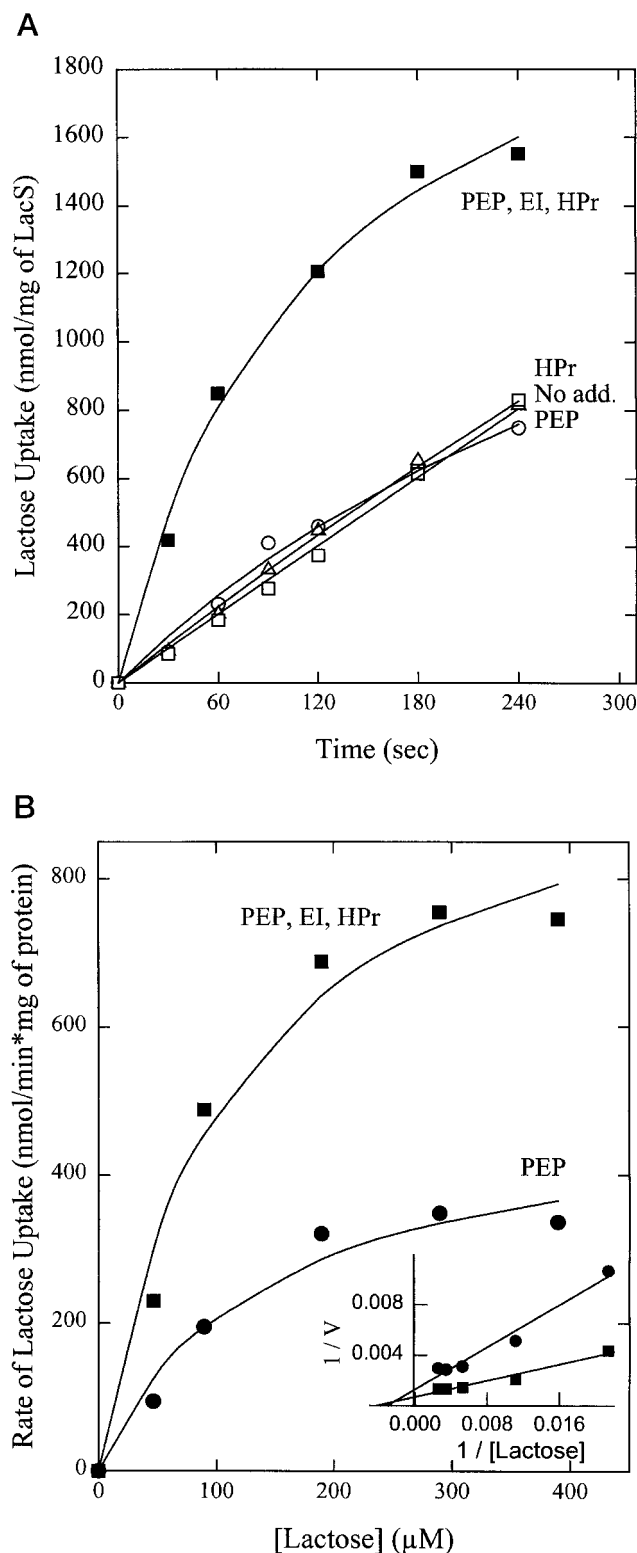 A
1800
1600
1400
1200
1000
800
600
400
200
0
Lactose Uptake (nmol/mg of LacS)
PEP, EI, HPr
HPr
No add.
PEP
0 60 120 180 240 300
Time (sec)
B
800
600
400
200
0
Rate of Lactose Uptake (nmol/min*mg of protein)
PEP, EI, HPr
PEP
0.008
0.004
1 / V
0.000 0.008 0.016
1 / [Lactose]
0 100 200 300 400
[Lactose] (μM)